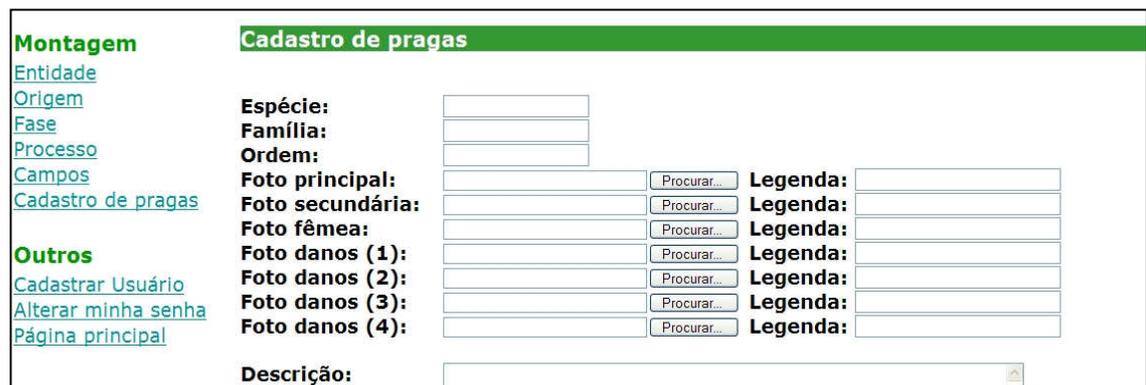 Montagem
Entidade
Origem
Fase
Processo
Campos
Cadastro de pragas
Outros
Cadastrar Usuário
Alterar minha senha
Página principal
Cadastro de pragas
Espécie:
Família:
Ordem:
Foto principal: Procurar... Legenda:
Foto secundária: Procurar... Legenda:
Foto fêmea: Procurar... Legenda:
Foto danos (1): Procurar... Legenda:
Foto danos (2): Procurar... Legenda:
Foto danos (3): Procurar... Legenda:
Foto danos (4): Procurar... Legenda:
Descrição: